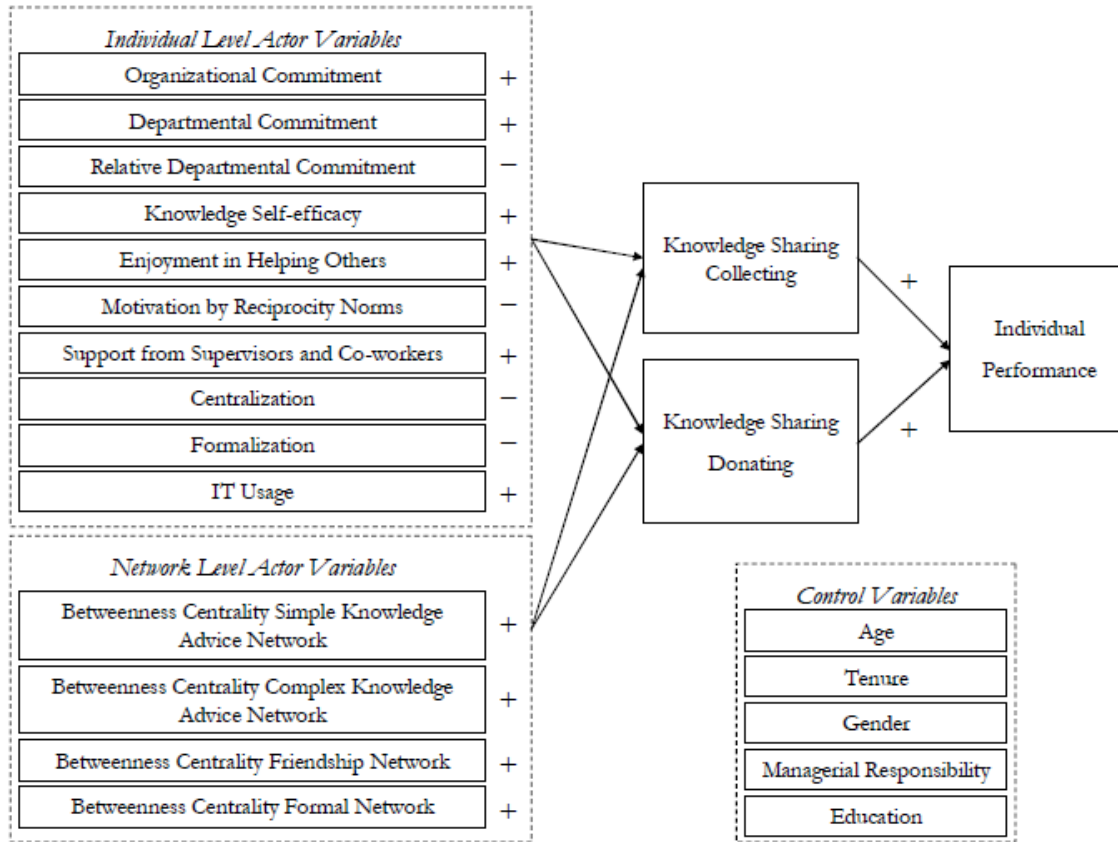 Individual Level Actor Variables
Organizational Commitment +
Departmental Commitment +
Relative Departmental Commitment −
Knowledge Self-efficacy +
Enjoyment in Helping Others +
Motivation by Reciprocity Norms −
Support from Supervisors and Co-workers +
Centralization −
Formalization −
IT Usage +
Network Level Actor Variables
Betweenness Centrality Simple Knowledge
Advice Network
+
Betweenness Centrality Complex Knowledge
Advice Network
+
Betweenness Centrality Friendship Network +
Betweenness Centrality Formal Network +
Knowledge Sharing
Collecting
+
Knowledge Sharing
Donating
+
Individual
Performance
Control Variables
Age
Tenure
Gender
Managerial Responsibility
Education